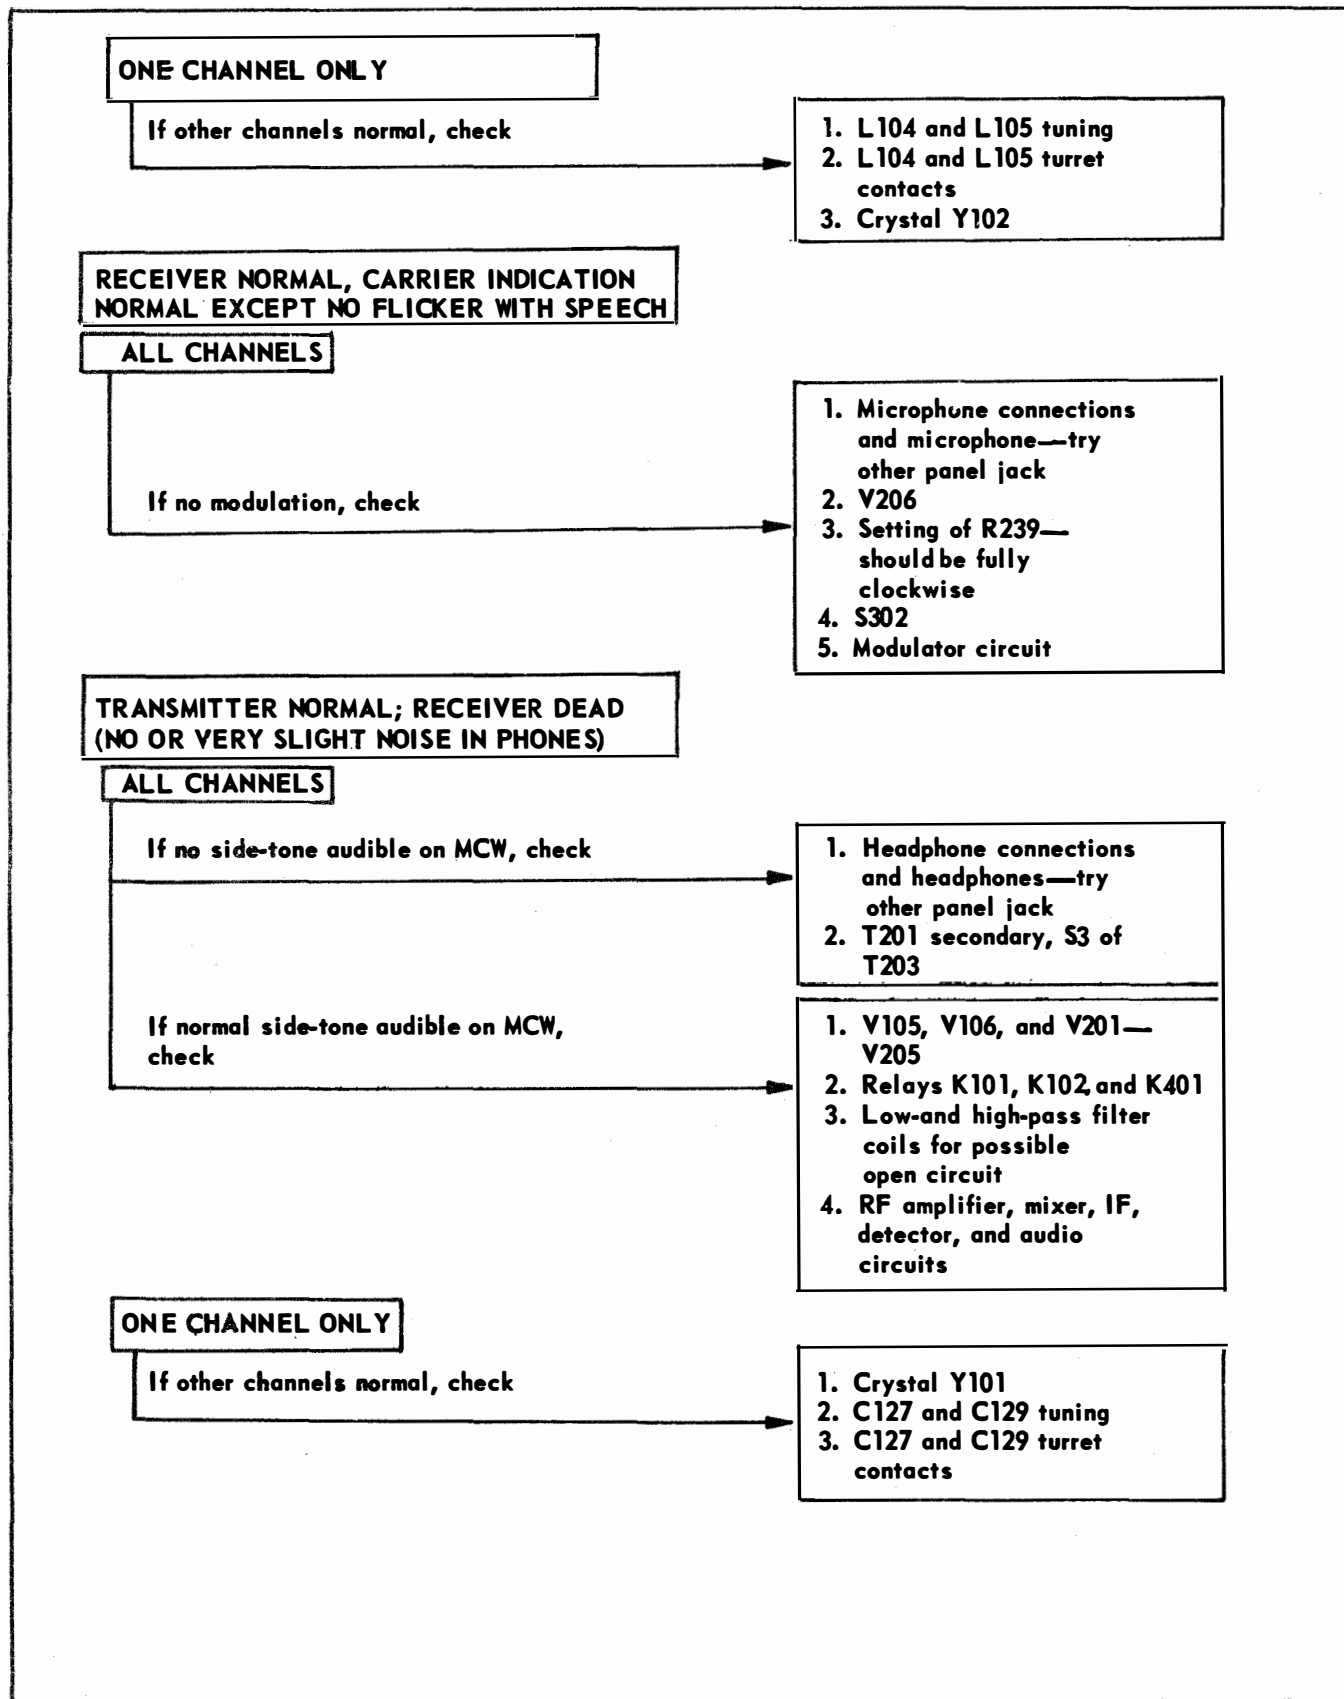 ONE CHANNEL ONLY
If other channels normal, check
1. L104 and L105 tuning
2. L104 and L105 turret
contacts
3. Crystal Y102
RECEIVER NORMAL, CARRIER INDICATION
NORMAL EXCEPT NO FLICKER WITH SPEECH
ALL CHANNELS
If no modulation, check
1. Microphone connections
and microphone—try
other panel jack
2. V206
3. Setting of R239—
should be fully
clockwise
4. S302
5. Modulator circuit
TRANSMITTER NORMAL; RECEIVER DEAD
(NO OR VERY SLIGHT NOISE IN PHONES)
ALL CHANNELS
If no side-tone audible on MCW, check
1. Headphone connections
and headphones—try
other panel jack
2. T201 secondary, S3 of
T203
If normal side-tone audible on MCW,
check
1. V105, V106, and V201—
V205
2. Relays K101, K102, and K401
3. Low-and high-pass filter
coils for possible
open circuit
4. RF amplifier, mixer, IF,
detector, and audio
circuits
ONE CHANNEL ONLY
If other channels normal, check
1. Crystal Y101
2. C127 and C129 tuning
3. C127 and C129 turret
contacts